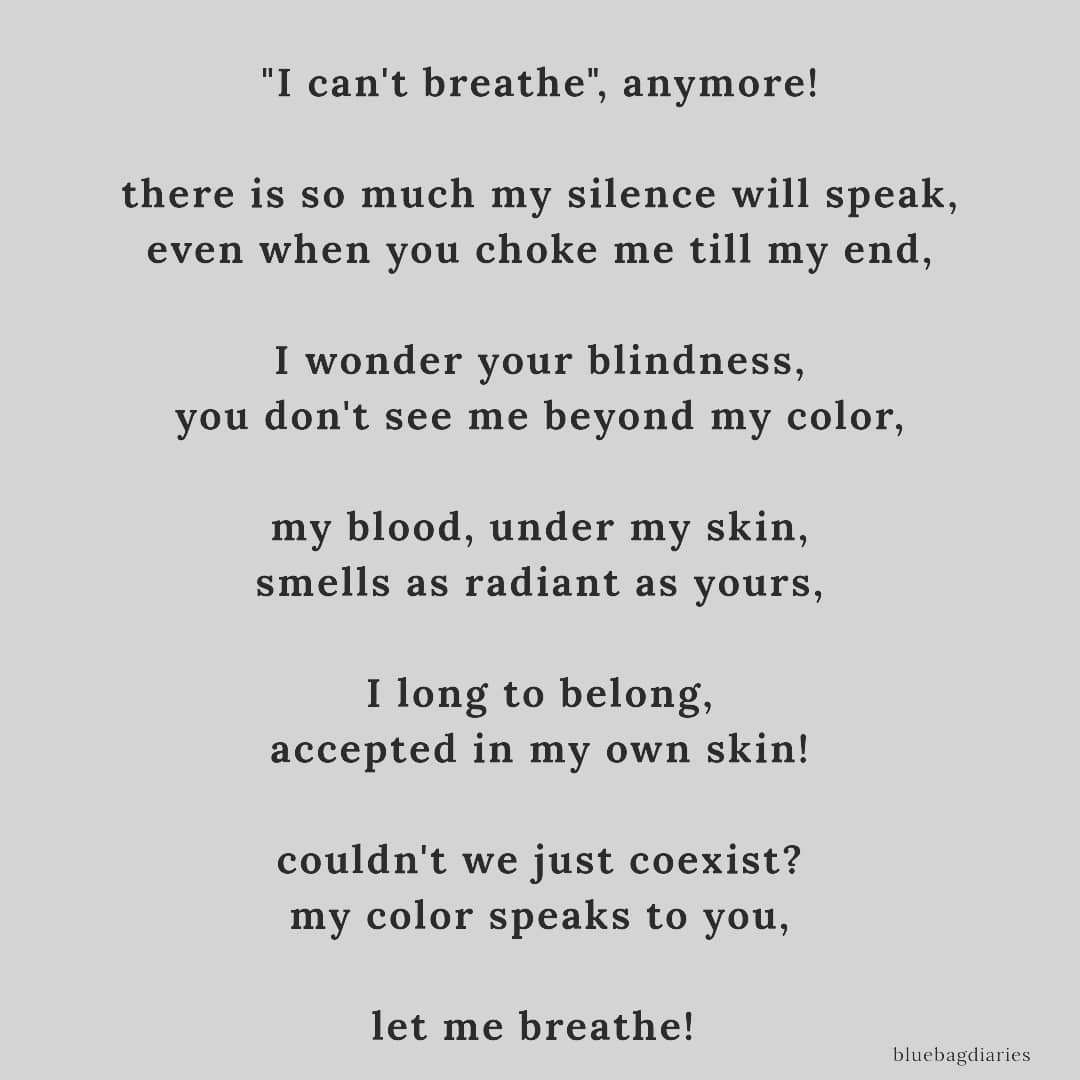 "I can't breathe", anymore!
there is so much my silence will speak,
even when you choke me till my end,
I wonder your blindness,
you don't see me beyond my color,
my blood, under my skin,
smells as radiant as yours,
I long to belong,
accepted in my own skin!
couldn't we just coexist?
my color speaks to you,
let me breathe!
bluebagdiaries